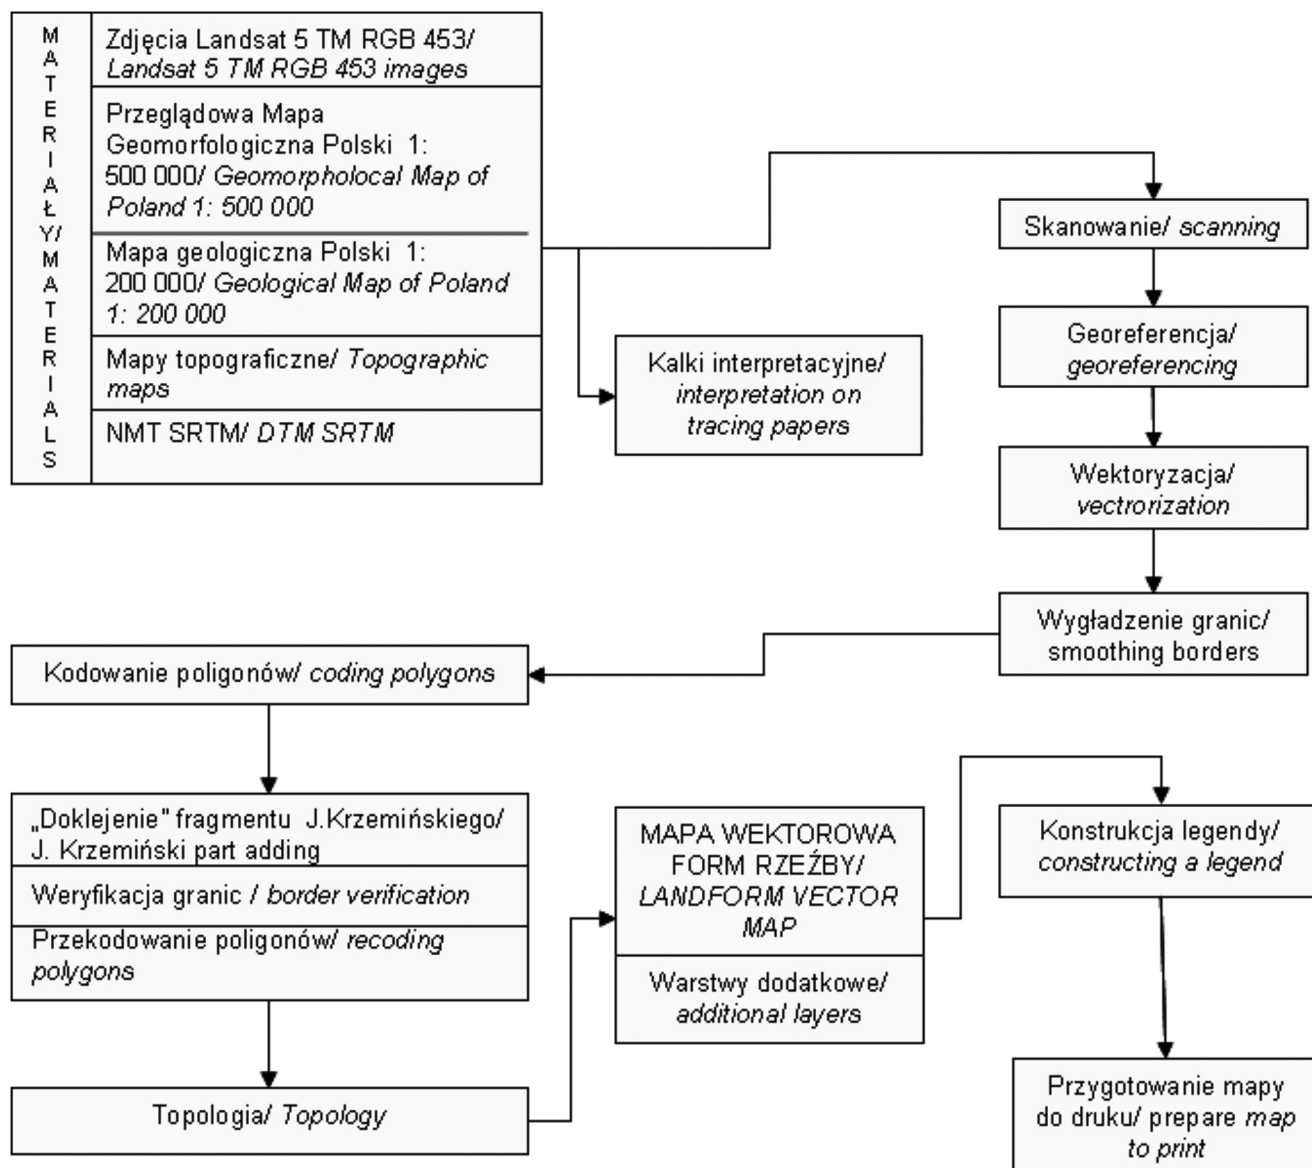 MATERIAŁY/MATERIALS
Zdjęcia Landsat 5 TM RGB 453/
Landsat 5 TM RGB 453 images
Przeglądowa Mapa
Geomorfologiczna Polski 1:
500 000/ Geomorpholocal Map of
Poland 1: 500 000
Mapa geologiczna Polski 1:
200 000/ Geological Map of Poland
1: 200 000
Mapy topograficzne/ Topographic
maps
NMT SRTM/ DTM SRTM
Kalki interpretacyjne/
interpretation on
tracing papers
Skanowanie/ scanning
Georeferencja/
georeferencing
Wektoryzacja/
vectrorization
Wygładzenie granic/
smoothing borders
Kodowanie poligonów/ coding polygons
„Doklejenie" fragmentu J.Krzemińskiego/
J. Krzemiński part adding
Weryfikacja granic / border verification
Przekodowanie poligonów/ recoding
polygons
Topologia/ Topology
MAPA WEKTOROWA
FORM RZEŹBY/
LANDFORM VECTOR
MAP
Warstwy dodatkowe/
additional layers
Konstrukcja legendy/
constructing a legend
Przygotowanie mapy
do druku/ prepare map
to print